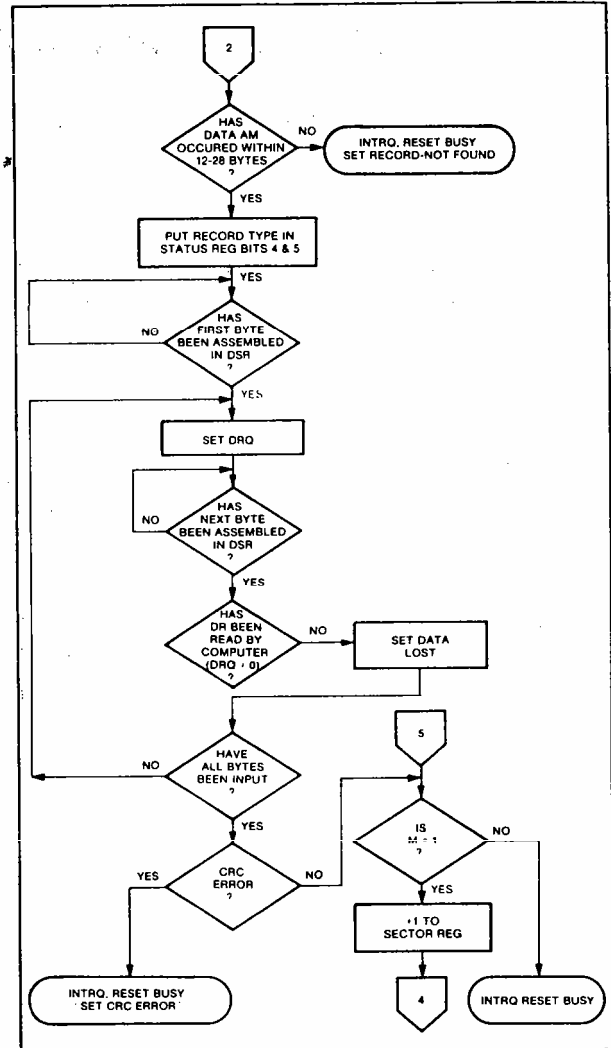 2
HAS
DATA AM
OCCURED WITHIN
12-28 BYTES
?
NO
INTRQ. RESET BUSY
SET RECORD-NOT FOUND
YES
PUT RECORD TYPE IN
STATUS REG BITS 4 & 5
YES
HAS
FIRST BYTE
BEEN ASSEMBLED
IN DSR
?
NO
YES
SET DRQ
HAS
NEXT BYTE
BEEN ASSEMBLED
IN DSR
?
NO
YES
HAS
DR BEEN
READ BY
COMPUTER
(DRQ 0)
?
NO
SET DATA
LOST
HAVE
ALL BYTES
BEEN INPUT
?
NO
YES
5
IS
M = 1
?
NO
YES
CRC
ERROR
?
YES
NO
+1 TO
SECTOR REG
4
INTRQ. RESET BUSY
SET CRC ERROR
INTRQ RESET BUSY